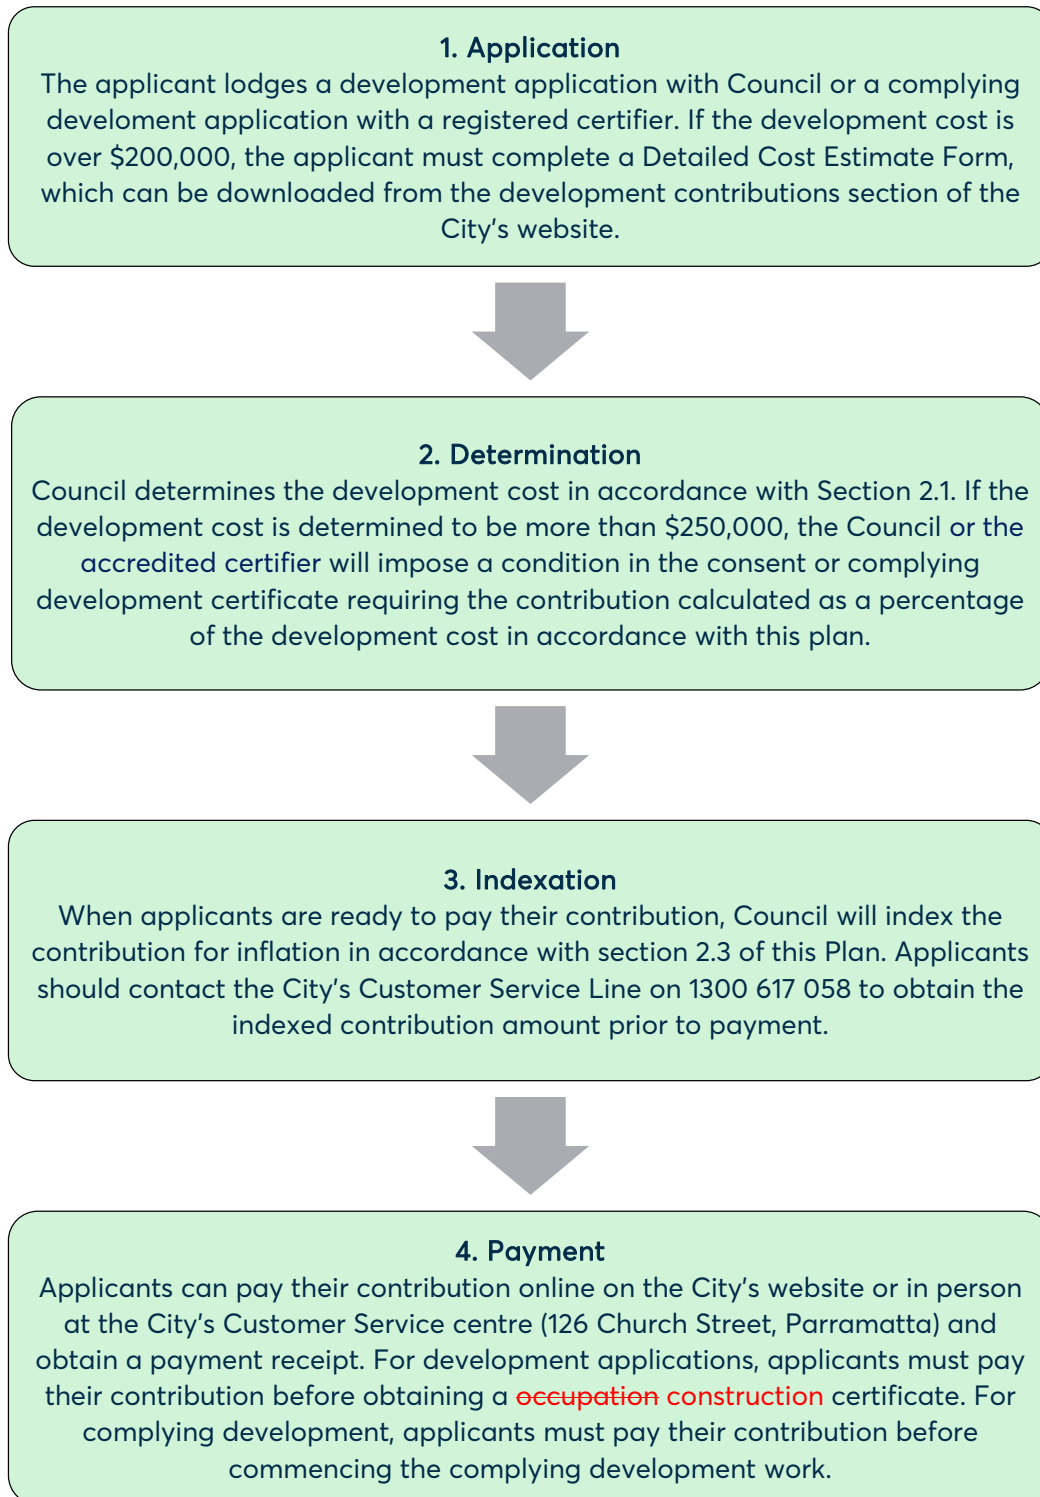 1. Application
The applicant lodges a development application with Council or a complying
develoment application with a registered certifier. If the development cost is
over $200,000, the applicant must complete a Detailed Cost Estimate Form,
which can be downloaded from the development contributions section of the
City's website.
2. Determination
Council determines the development cost in accordance with Section 2.1. If the
development cost is determined to be more than $250,000, the Council or the
accredited certifier will impose a condition in the consent or complying
development certificate requiring the contribution calculated as a percentage
of the development cost in accordance with this plan.
3. Indexation
When applicants are ready to pay their contribution, Council will index the
contribution for inflation in accordance with section 2.3 of this Plan. Applicants
should contact the City's Customer Service Line on 1300 617 058 to obtain the
indexed contribution amount prior to payment.
4. Payment
Applicants can pay their contribution online on the City's website or in person
at the City's Customer Service centre (126 Church Street, Parramatta) and
obtain a payment receipt. For development applications, applicants must pay
their contribution before obtaining a occupation construction certificate. For
complying development, applicants must pay their contribution before
commencing the complying development work.